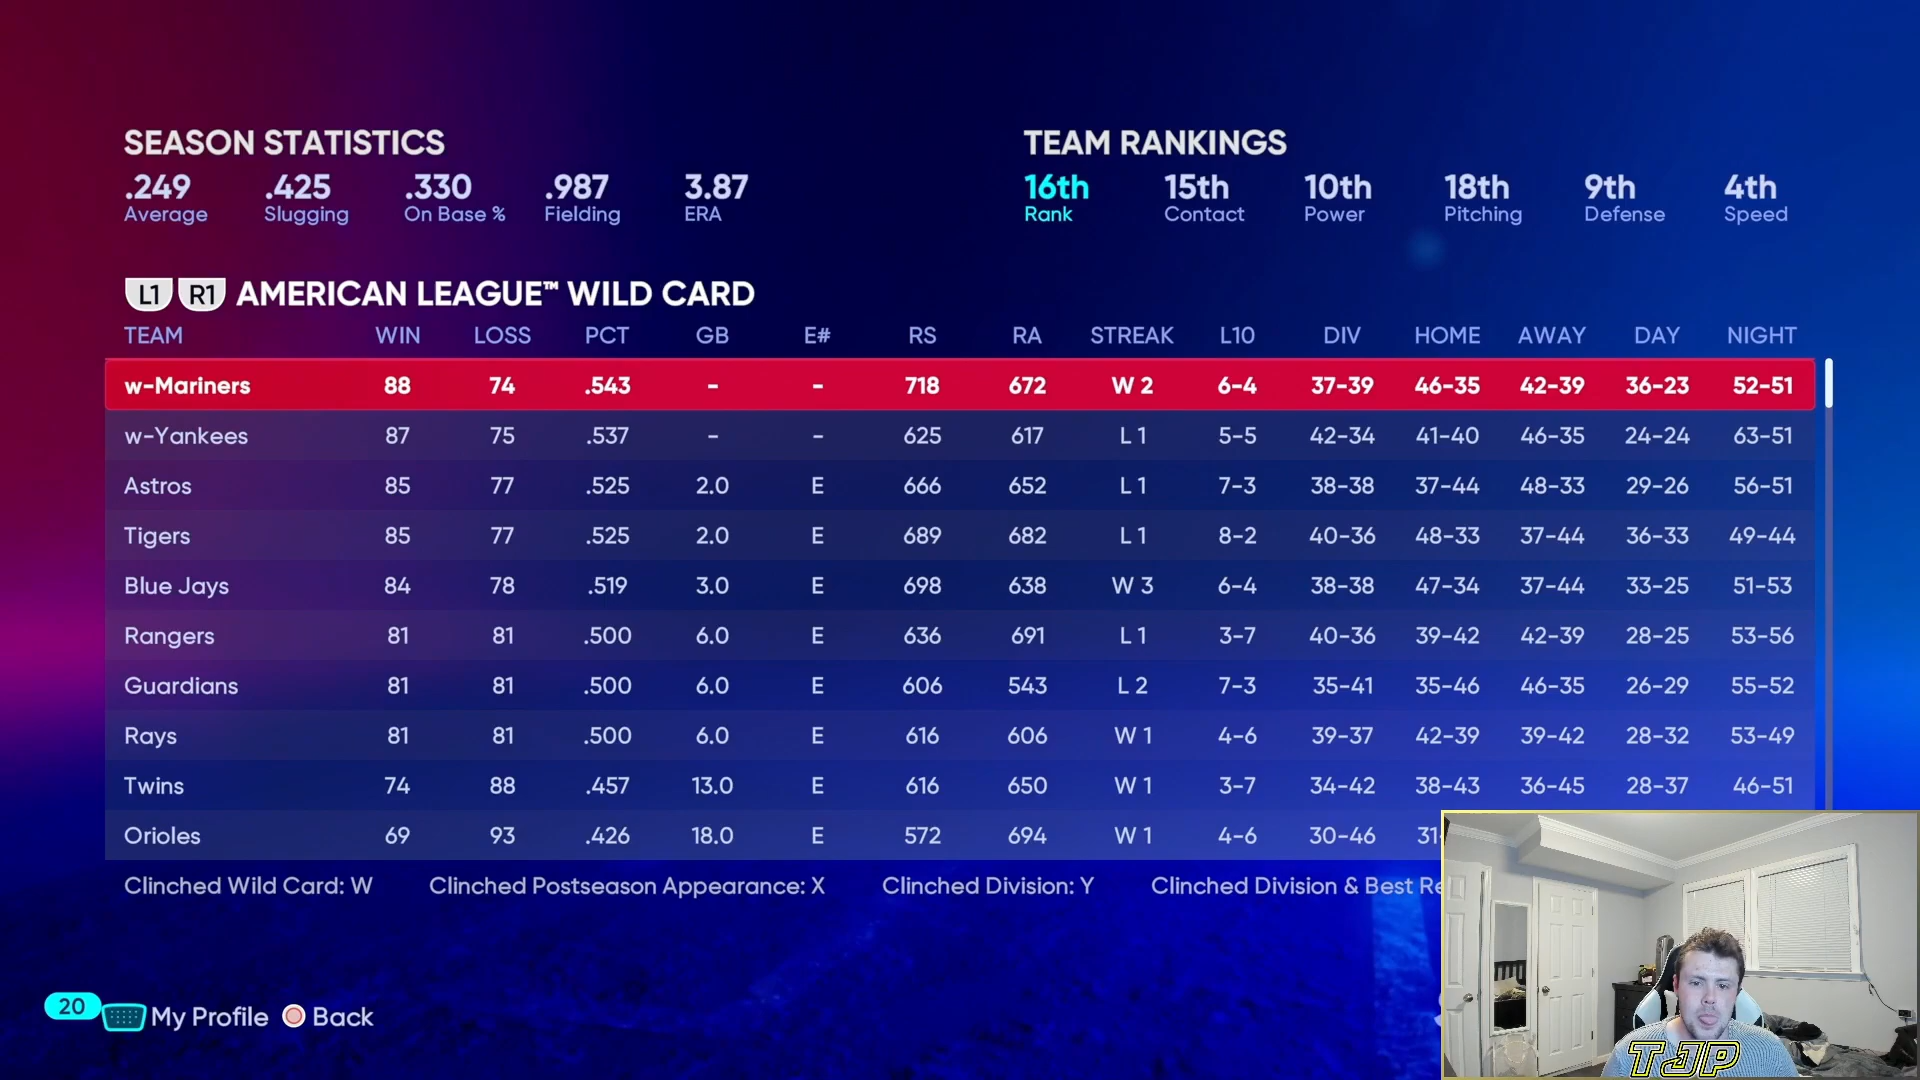 SEASON STATISTICS
.249 .425 .330 .987 3.87
Average Slugging On Base % Fielding ERA
TEAM RANKINGS
16th 15th 10th 18th 9th 4th
Rank Contact Power Pitching Defense Speed
L1 R1 AMERICAN LEAGUE™ WILD CARD
TEAM WIN LOSS PCT GB E# RS RA STREAK L10 DIV HOME AWAY DAY NIGHT
w-Mariners 88 74 .543 - - 718 672 W 2 6-4 37-39 46-35 42-39 36-23 52-51
w-Yankees 87 75 .537 - - 625 617 L 1 5-5 42-34 41-40 46-35 24-24 63-51
Astros 85 77 .525 2.0 E 666 652 L 1 7-3 38-38 37-44 48-33 29-26 56-51
Tigers 85 77 .525 2.0 E 689 682 L 1 8-2 40-36 48-33 37-44 36-33 49-44
Blue Jays 84 78 .519 3.0 E 698 638 W 3 6-4 38-38 47-34 37-44 33-25 51-53
Rangers 81 81 .500 6.0 E 636 691 L 1 3-7 40-36 39-42 42-39 28-25 53-56
Guardians 81 81 .500 6.0 E 606 543 L 2 7-3 35-41 35-46 46-35 26-29 55-52
Rays 81 81 .500 6.0 E 616 606 W 1 4-6 39-37 42-39 39-42 28-32 53-49
Twins 74 88 .457 13.0 E 616 650 W 1 3-7 34-42 38-43 36-45 28-37 46-51
Orioles 69 93 .426 18.0 E 572 694 W 1 4-6 30-46 31-
Clinched Wild Card: W Clinched Postseason Appearance: X Clinched Division: Y Clinched Division & Best Re
20 My Profile Back
TJP